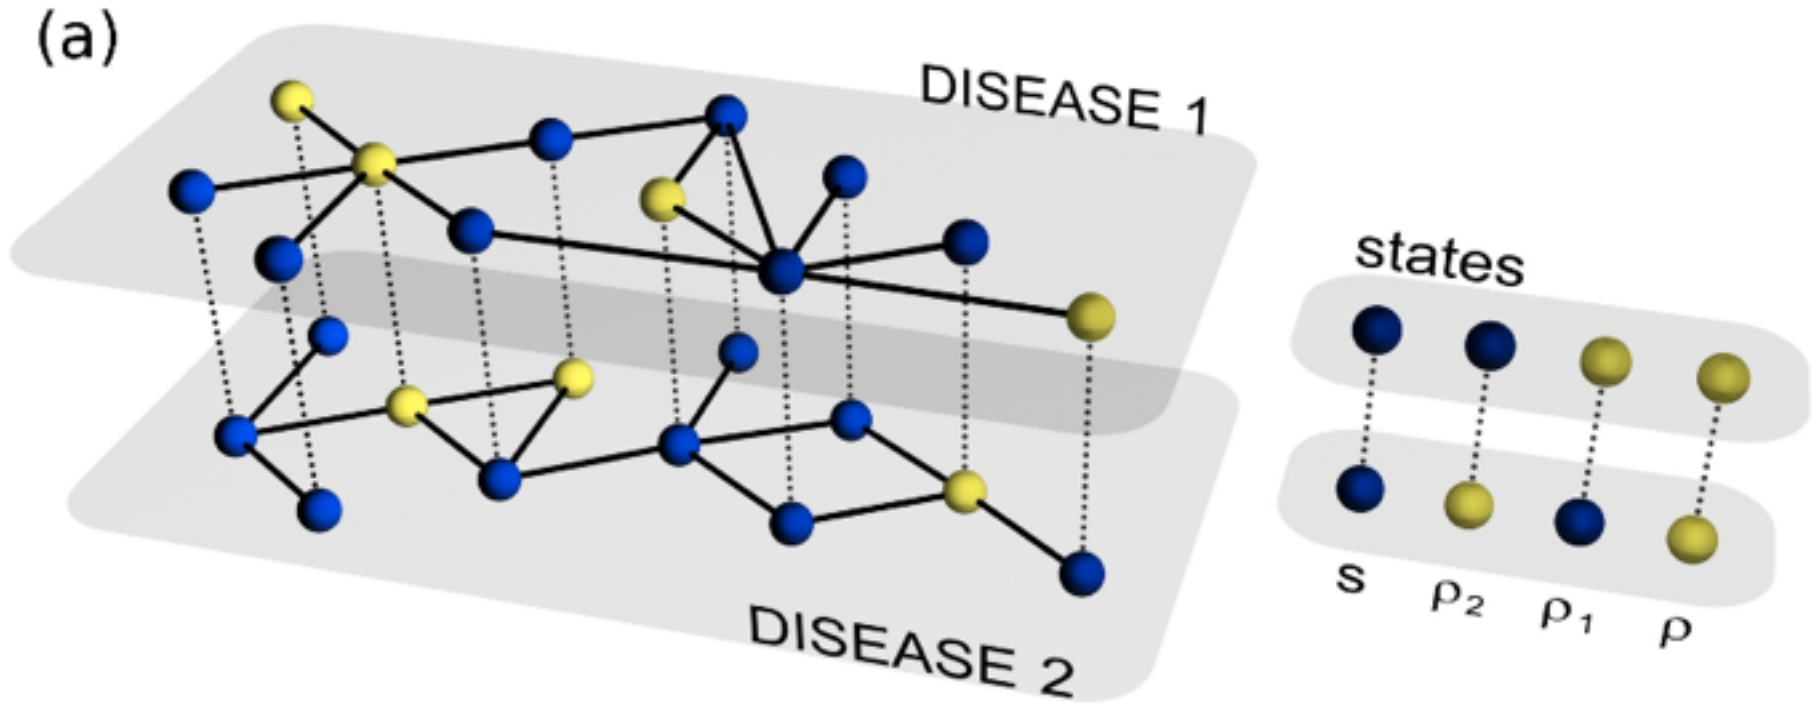 (a)
DISEASE 1
DISEASE 2
states
s ρ₂ ρ₁ ρ